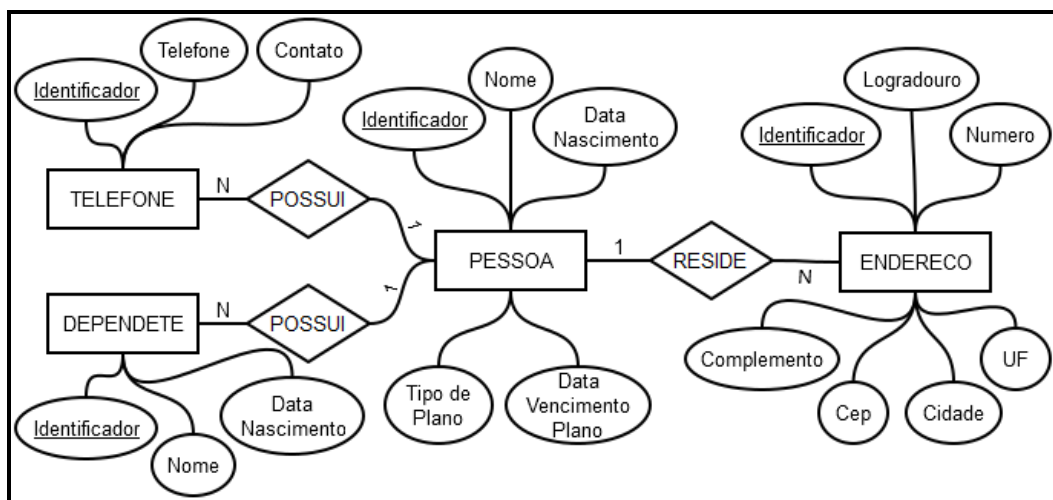 Telefone
Contato
Identificador
TELEFONE
N
POSSUI
1
DEPENDETE
N
POSSUI
1
Identificador
Nome
Data
Nascimento
Nome
Identificador
Data
Nascimento
PESSOA
Tipo de
Plano
Data
Vencimento
Plano
1
RESIDE
N
Logradouro
Identificador
Numero
ENDERECO
Complemento
Cep
Cidade
UF